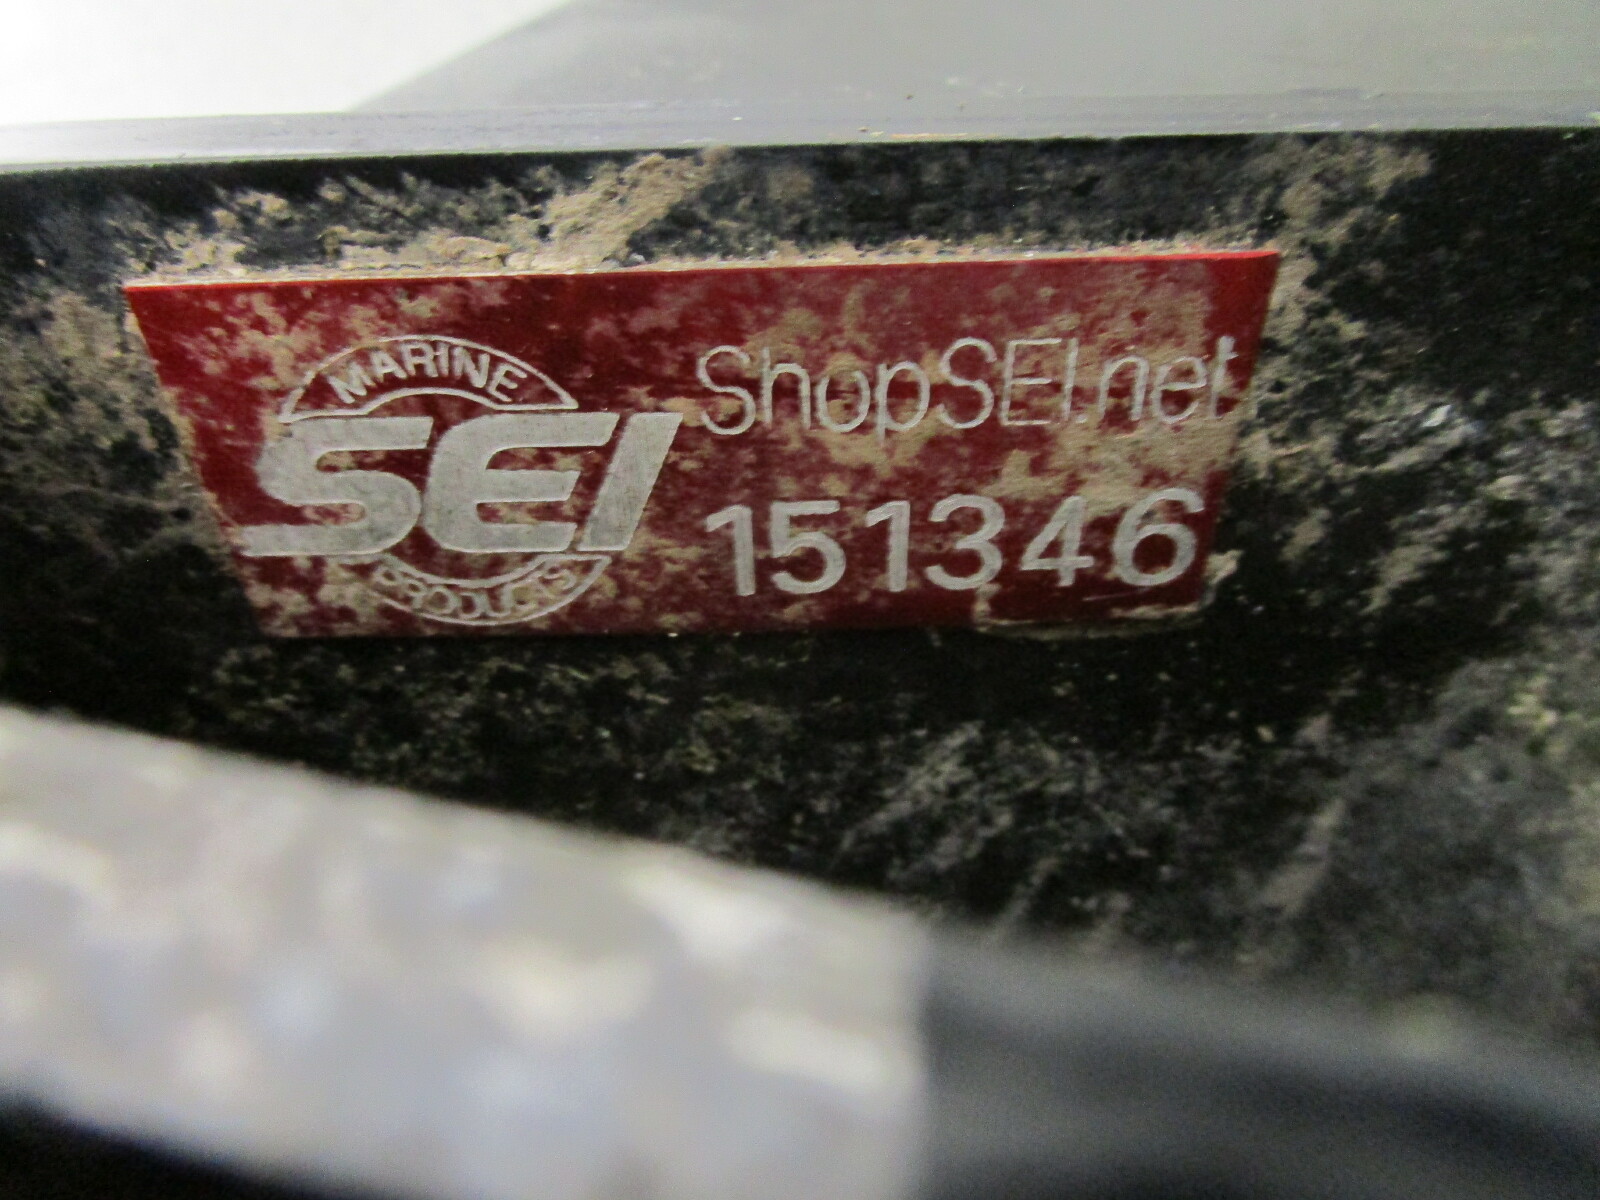 MARINE
SEI
PRODUCTS
ShopSEI.net
151346